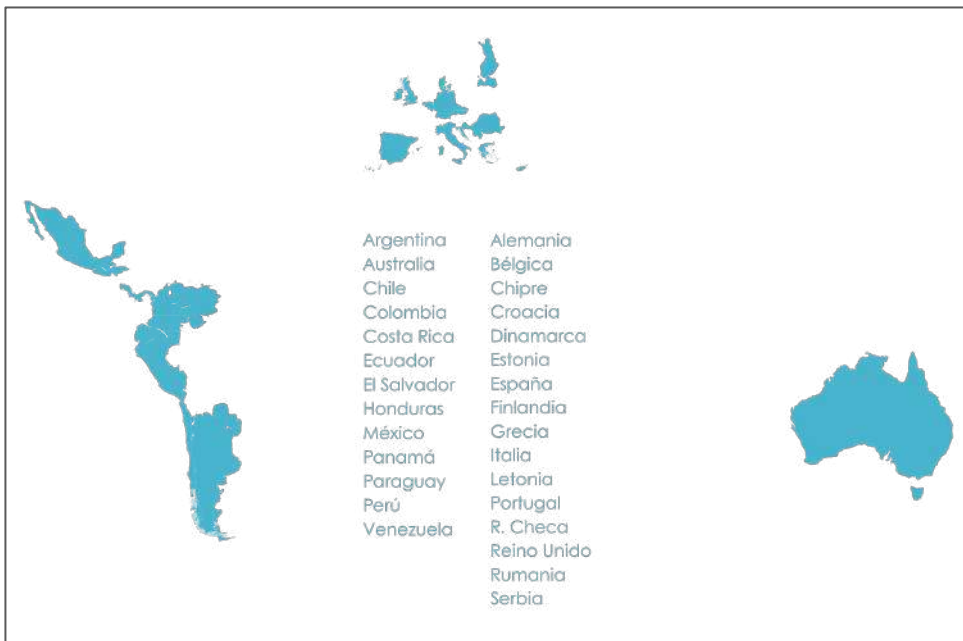 Argentina
Australia
Chile
Colombia
Costa Rica
Ecuador
El Salvador
Honduras
México
Panamá
Paraguay
Perú
Venezuela
Alemania
Bélgica
Chipre
Croacia
Dinamarca
Estonia
España
Finlandia
Grecia
Italia
Letonia
Portugal
R. Checa
Reino Unido
Rumania
Serbia